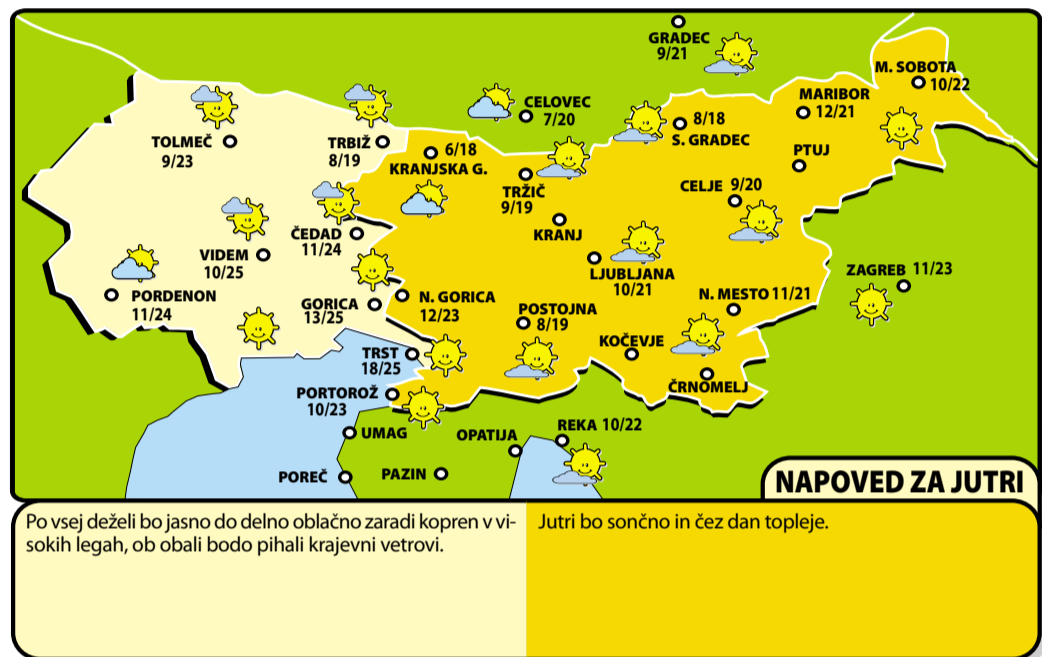 GRADEC
9/21
M. SOBOTA
10/22
MARIBOR
12/21
CELOVEC
7/20
8/18
S. GRADEC
TOLMEČ
9/23
TRBIŽ
8/19
6/18
KRANJSKA G.
PTUJ
TRŽIČ
9/19
CELJE 9/20
KRANJ
ČEDAD
11/24
VIDEM
10/25
LJUBLJANA
10/21
ZAGREB 11/23
PORDENON
11/24
GORICA
13/25
N. GORICA
12/23
N. MESTO 11/21
POSTOJNA
8/19
KOČEVJE
TRST
18/25
ČRNOMELJ
PORTOROŽ
10/23
UMAG
OPATIJA
REKA 10/22
POREČ
PAZIN
NAPOVED ZA JUTRI
Po vsej deželi bo jasno do delno oblačno zaradi kopren v vi-
sokih legah, ob obali bodo pihali krajevni vetrovi.
Jutri bo sončno in čez dan topleje.